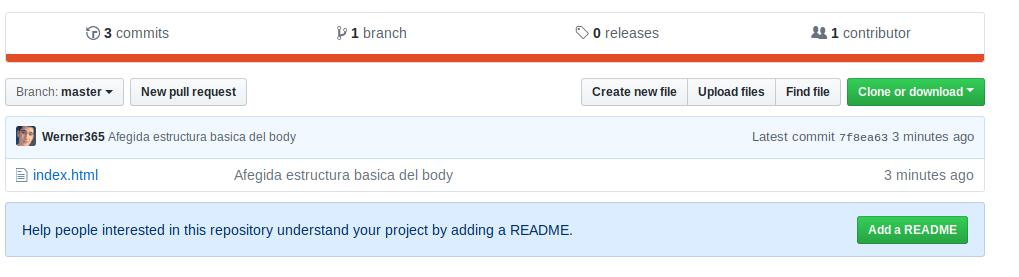 3 commits 1 branch 0 releases 1 contributor
Branch: master New pull request Create new file Upload files Find file Clone or download
Werner365 Afegida estructura basica del body Latest commit 7f8ea63 3 minutes ago
index.html Afegida estructura basica del body 3 minutes ago
Help people interested in this repository understand your project by adding a README. Add a README